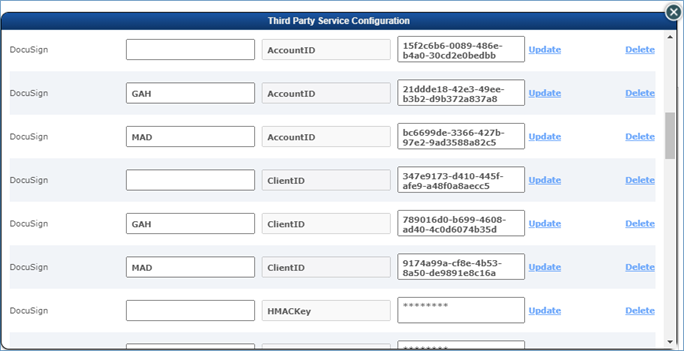 Third Party Service Configuration
DocuSign AccountID 15f2c6b6-0089-486e-
b4a0-30cd2e0bedbb Update Delete
DocuSign GAH AccountID 21ddde18-42e3-49ee-
b3b2-d9b372a837a8 Update Delete
DocuSign MAD AccountID bc6699de-3366-427b-
97e2-9ad3588a82c5 Update Delete
DocuSign ClientID 347e9173-d410-445f-
afe9-a48f0a8aecc5 Update Delete
DocuSign GAH ClientID 789016d0-b699-4608-
ad40-4c0d6074b35d Update Delete
DocuSign MAD ClientID 9174a99a-cf8e-4b53-
8a50-de9891e8c16a Update Delete
DocuSign HMACKey ******** Update Delete
********